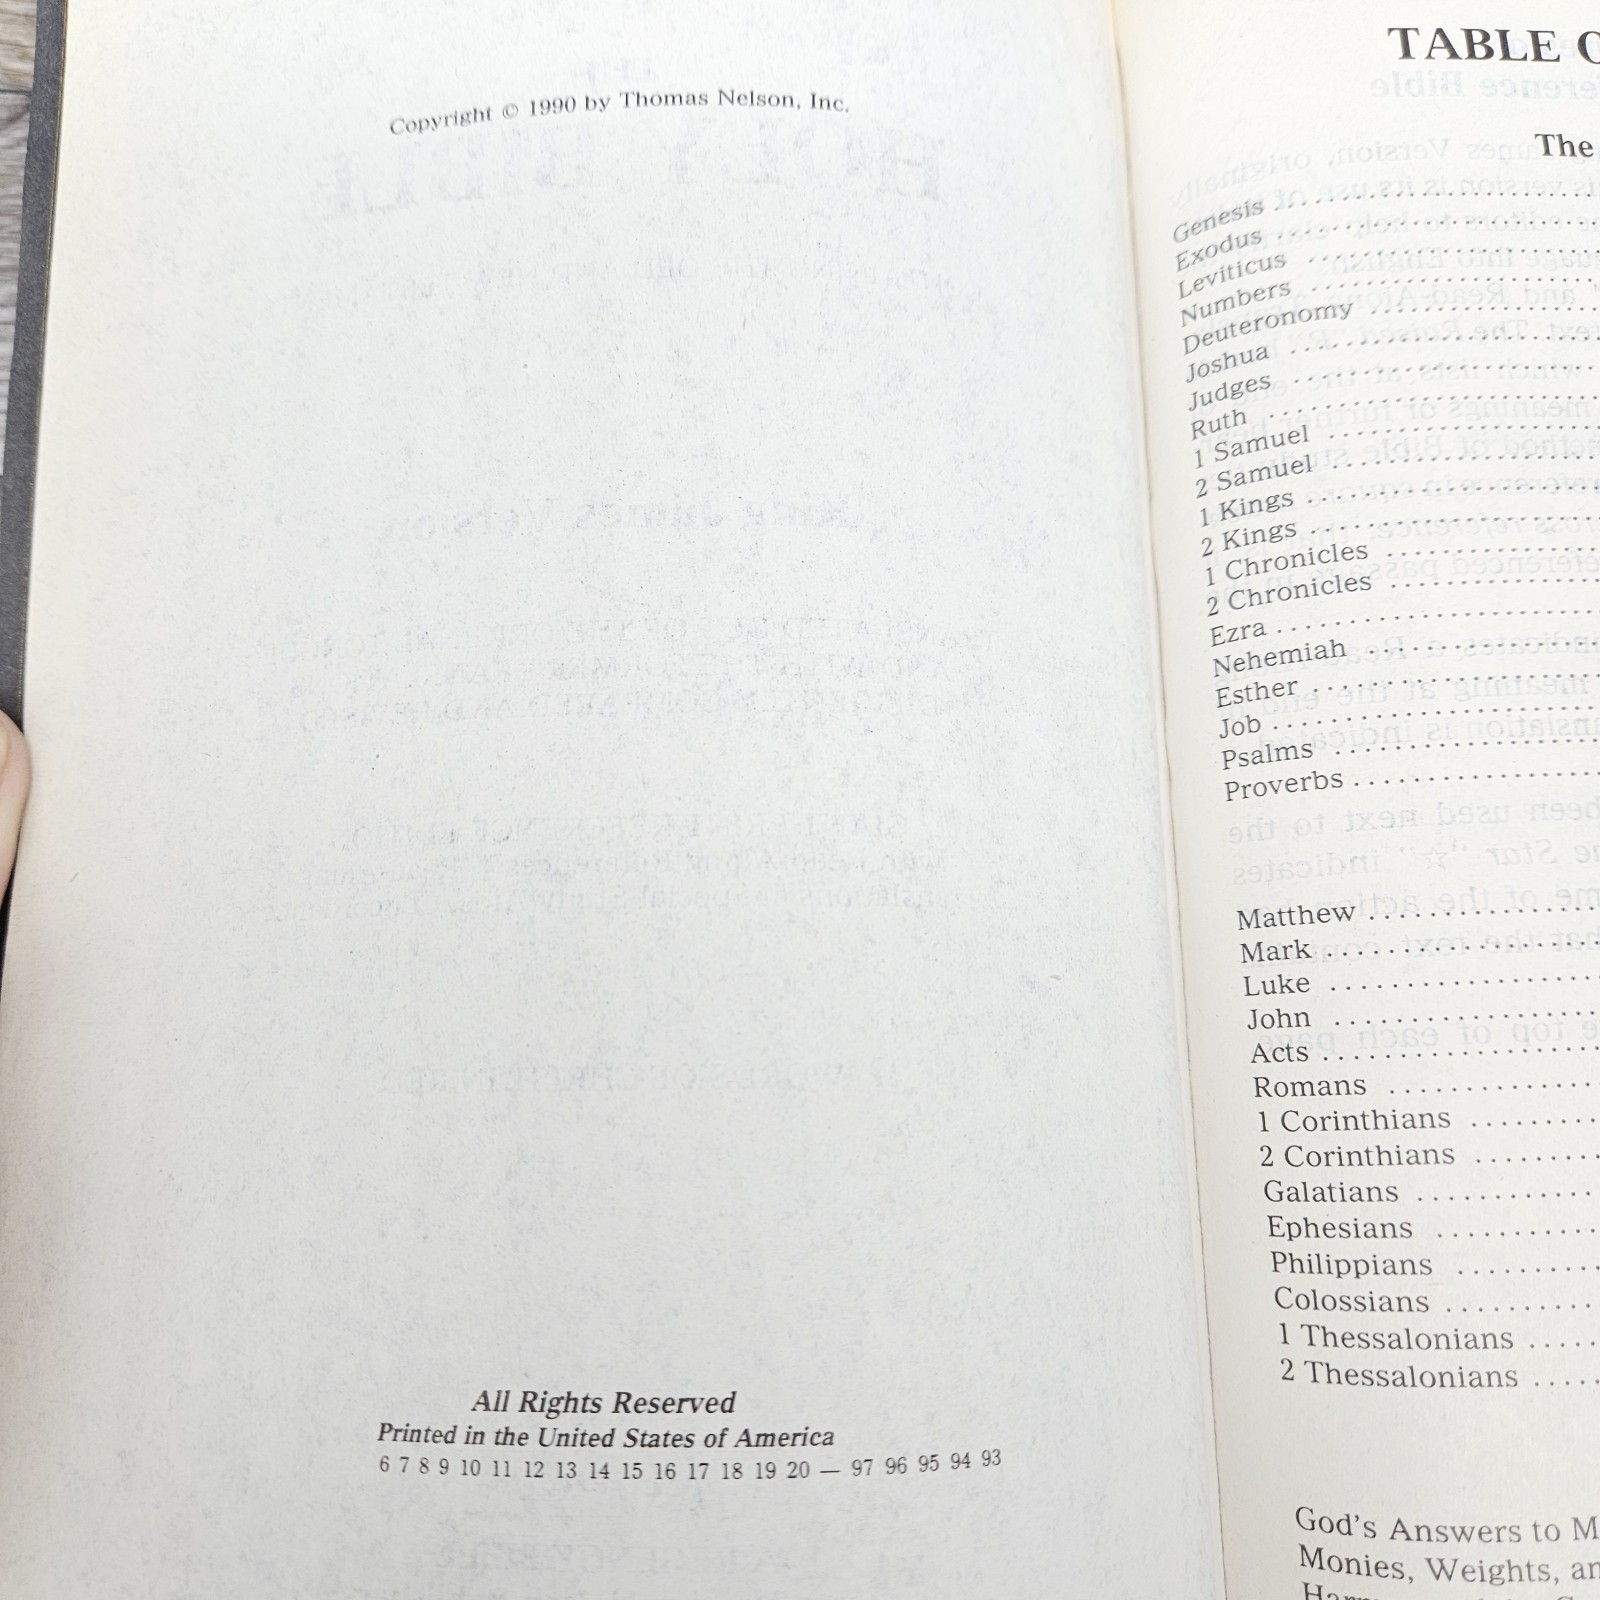 Copyright © 1990 by Thomas Nelson, Inc.
All Rights Reserved
Printed in the United States of America
6 7 8 9 10 11 12 13 14 15 16 17 18 19 20 — 97 96 95 94 93
TABLE
The
Genesis
Exodus
Leviticus
Numbers
Deuteronomy
Joshua
Judges
Ruth
1 Samuel
2 Samuel
1 Kings
2 Kings
1 Chronicles
2 Chronicles
Ezra
Nehemiah
Esther
Job
Psalms
Proverbs
Matthew
Mark
Luke
John
Acts
Romans
1 Corinthians
2 Corinthians
Galatians
Ephesians
Philippians
Colossians
1 Thessalonians
2 Thessalonians
God's Answers to
Monies, Weights,